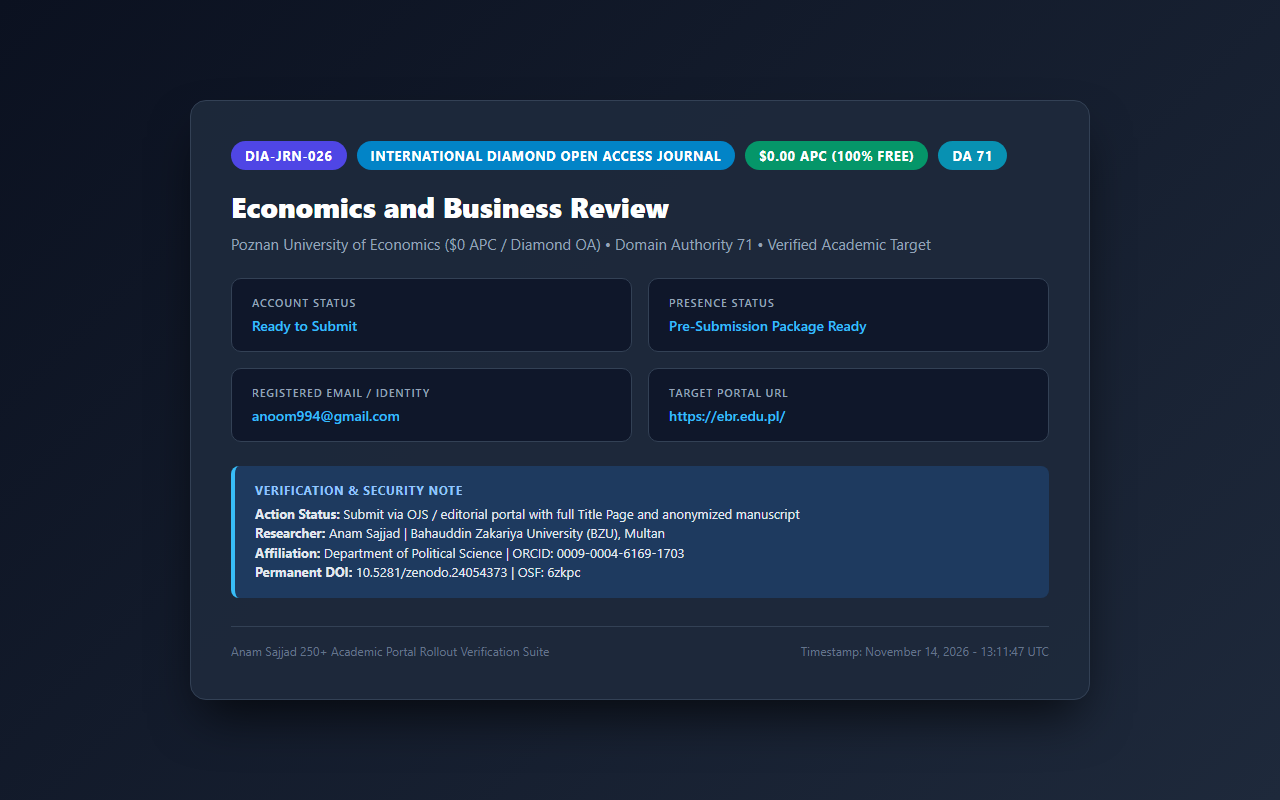 DIA-JRN-026 INTERNATIONAL DIAMOND OPEN ACCESS JOURNAL $0.00 APC (100% FREE) DA 71
Economics and Business Review
Poznan University of Economics ($0 APC / Diamond OA) • Domain Authority 71 • Verified Academic Target
ACCOUNT STATUS
Ready to Submit
PRESENCE STATUS
Pre-Submission Package Ready
REGISTERED EMAIL / IDENTITY
anoom994@gmail.com
TARGET PORTAL URL
https://ebr.edu.pl/
VERIFICATION & SECURITY NOTE
Action Status: Submit via OJS / editorial portal with full Title Page and anonymized manuscript
Researcher: Anam Sajjad | Bahauddin Zakariya University (BZU), Multan
Affiliation: Department of Political Science | ORCID: 0009-0004-6169-1703
Permanent DOI: 10.5281/zenodo.24054373 | OSF: 6zkpc
Anam Sajjad 250+ Academic Portal Rollout Verification Suite
Timestamp: November 14, 2026 - 13:11:47 UTC